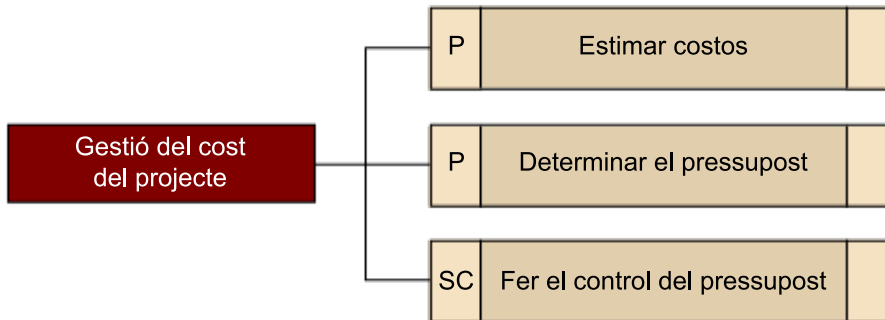 Gestió del cost
del projecte
P
Estimar costos
P
Determinar el pressupost
SC
Fer el control del pressupost